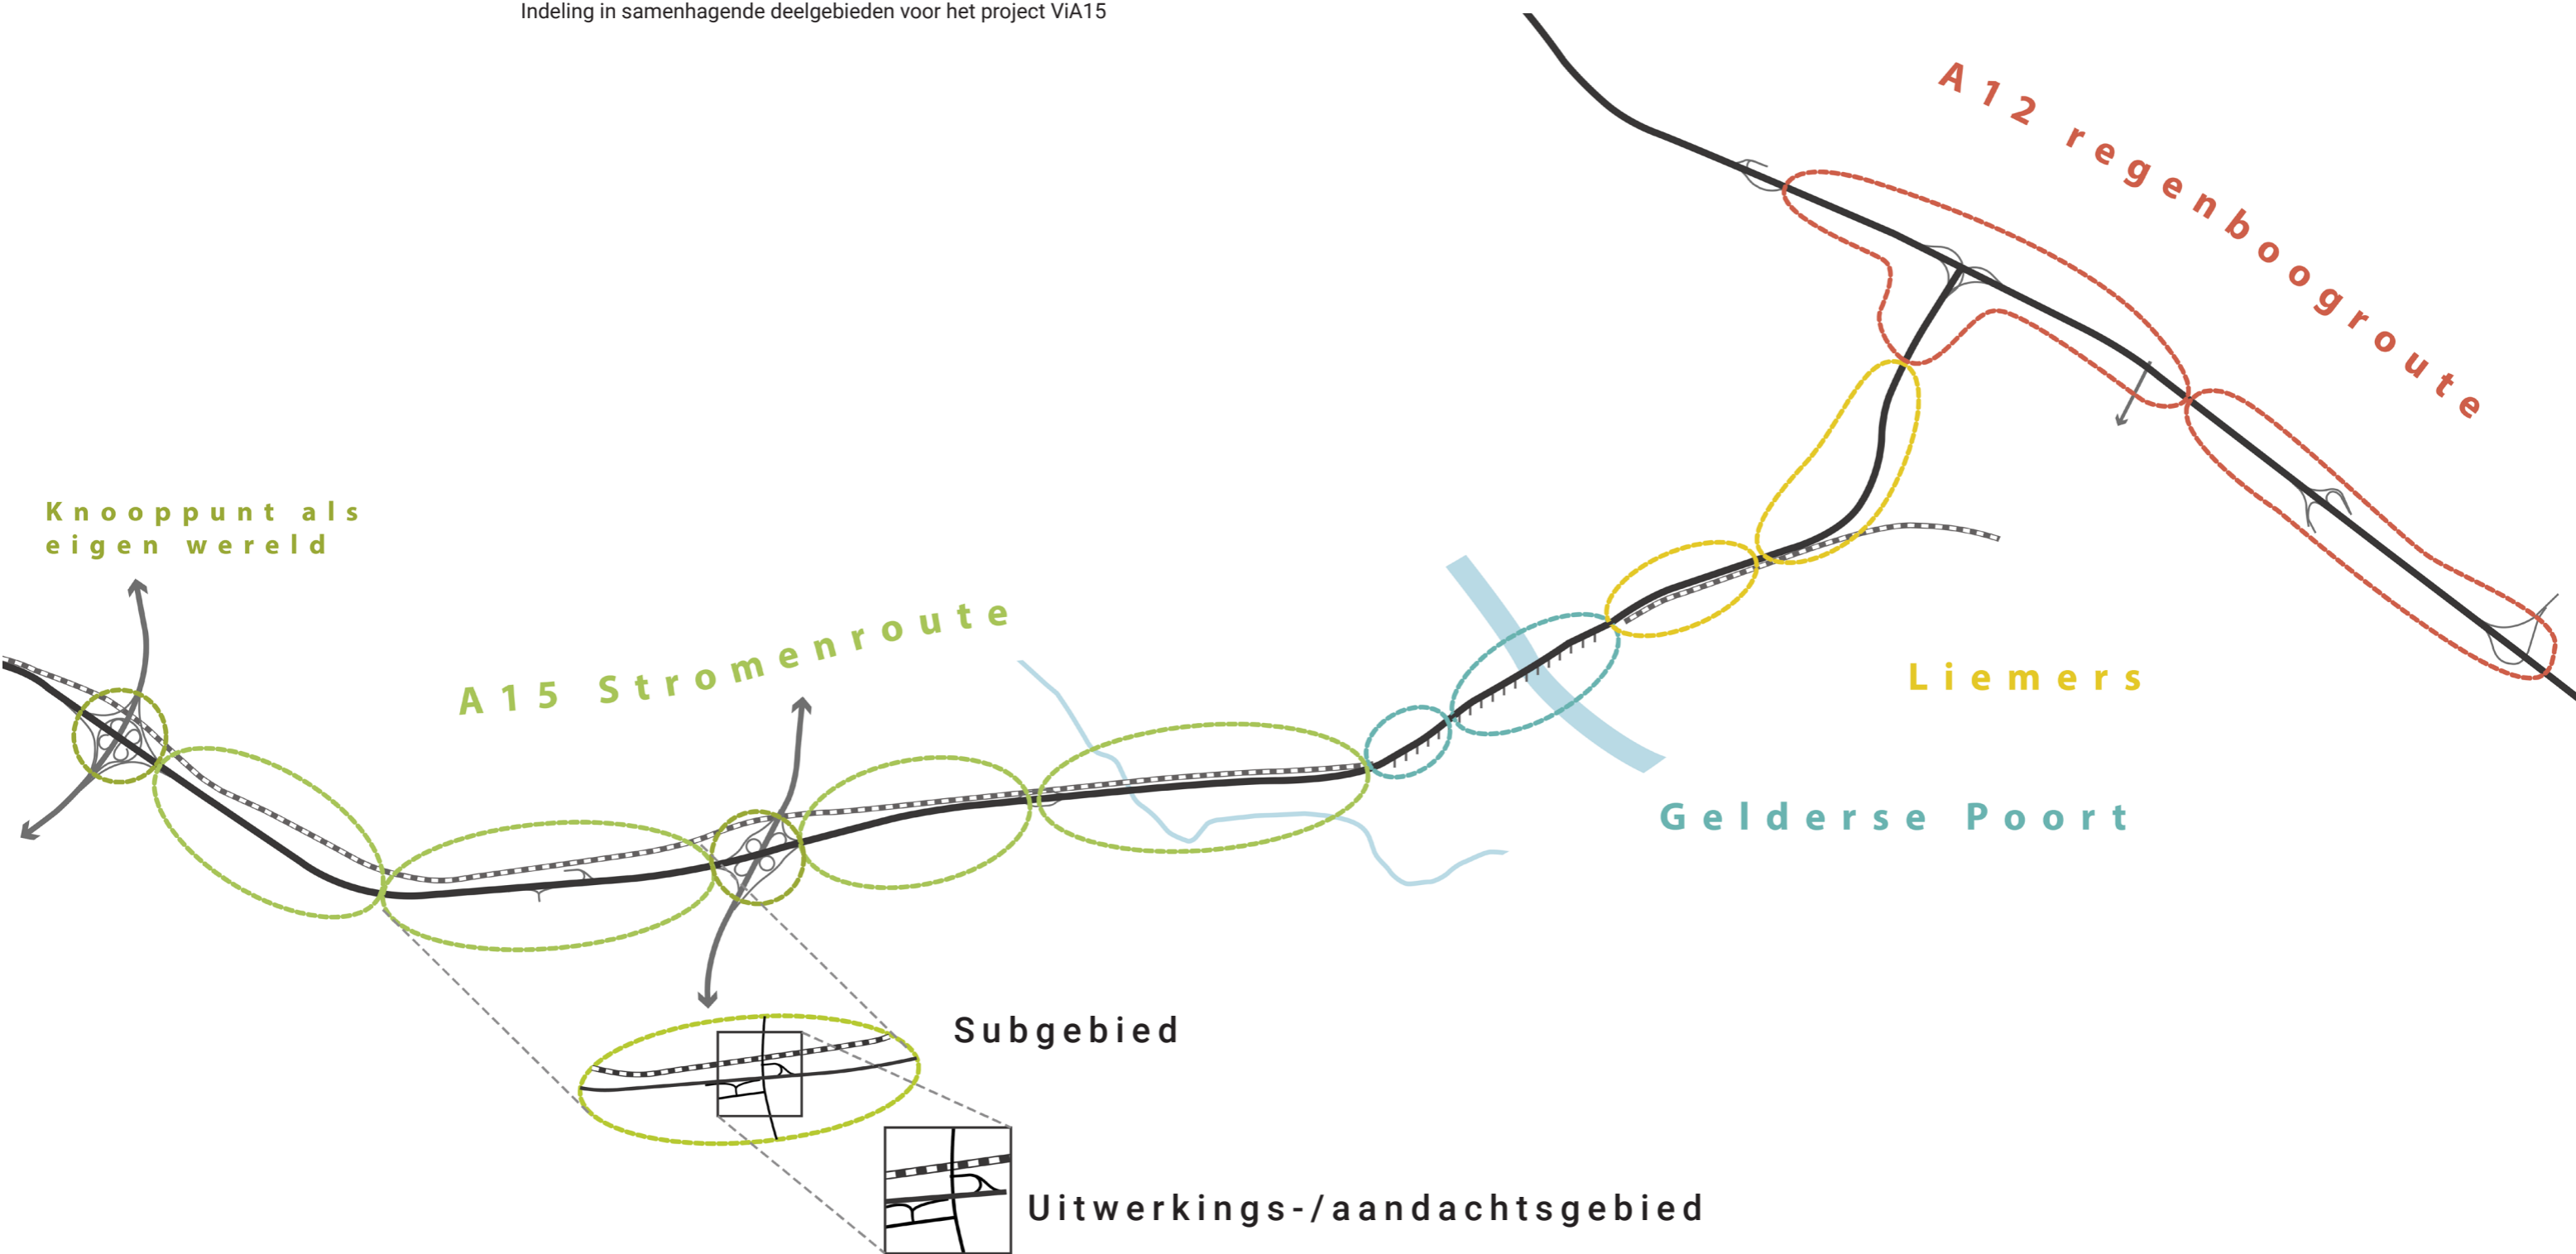 Indeling in samenhagende deelgebieden voor het project ViA15
A12 regenboogroute
Knooppunt als
eigen wereld
A15 Stromenroute
Liemers
Gelderse Poort
Subgebied
Uitwerkings-/aandachtsgebied